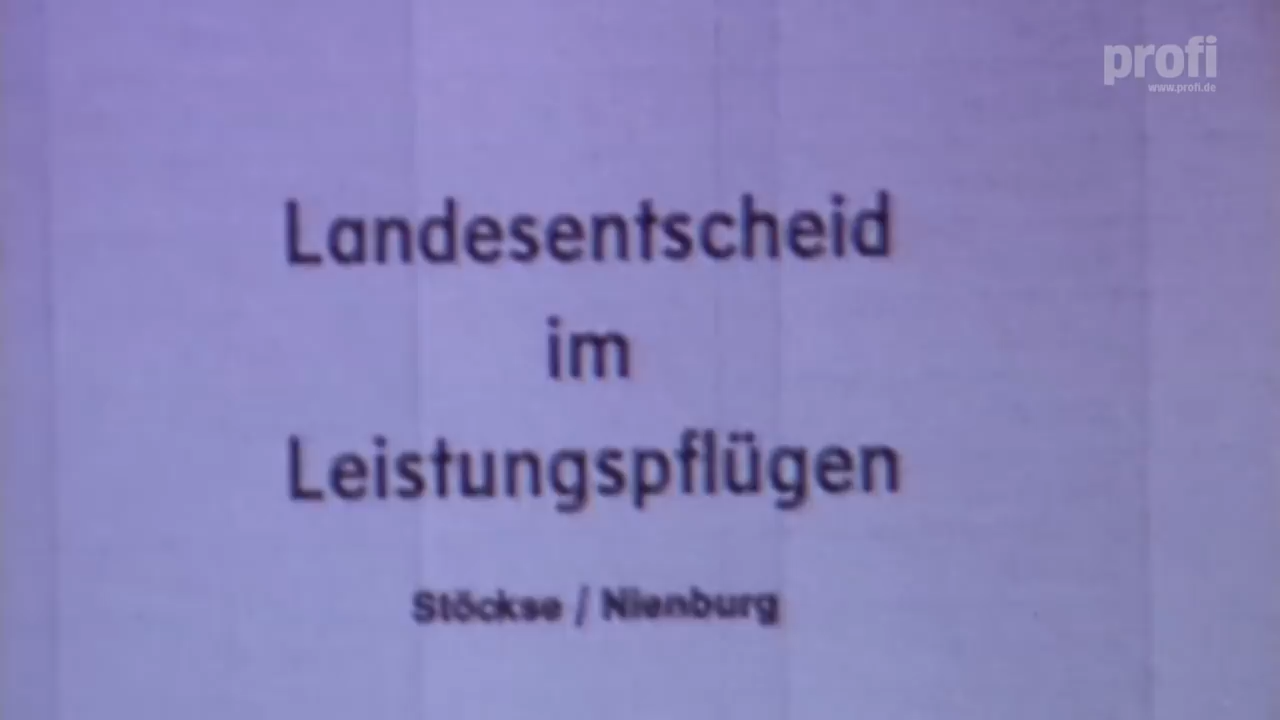 profi
www.profi.de
Landesentscheid
im
Leistungspflügen
Stöckse / Nienburg